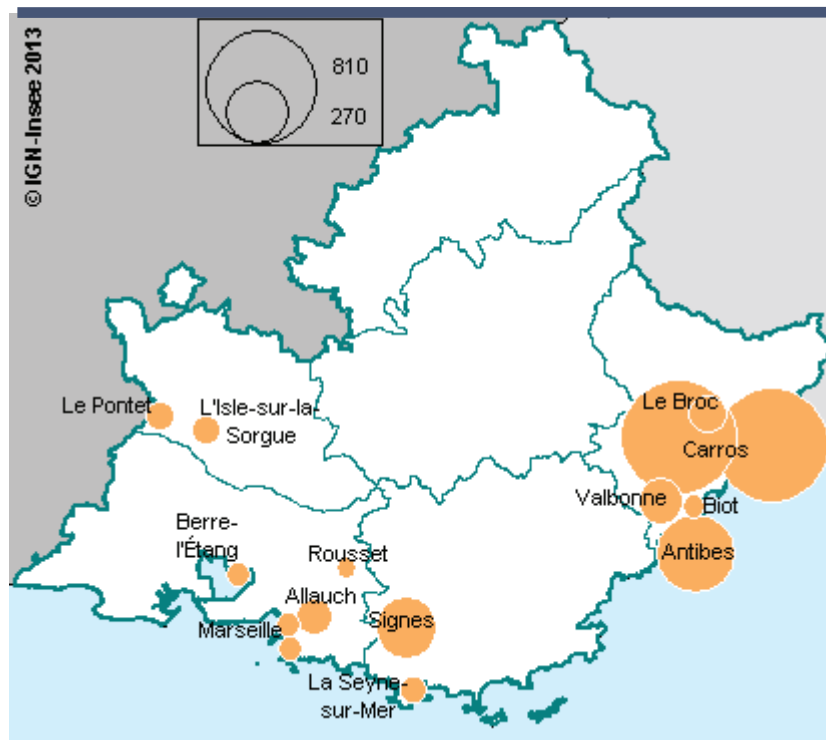 © IGN-Insee 2013
810
270
Le Pontet
L'Isle-sur-la-
Sorgue
Le Broc
Carros
Valbonne
Biot
Antibes
Berre-
l'Étang
Rousset
Allauch
Marseille
Signes
La Seyne-
sur-Mer